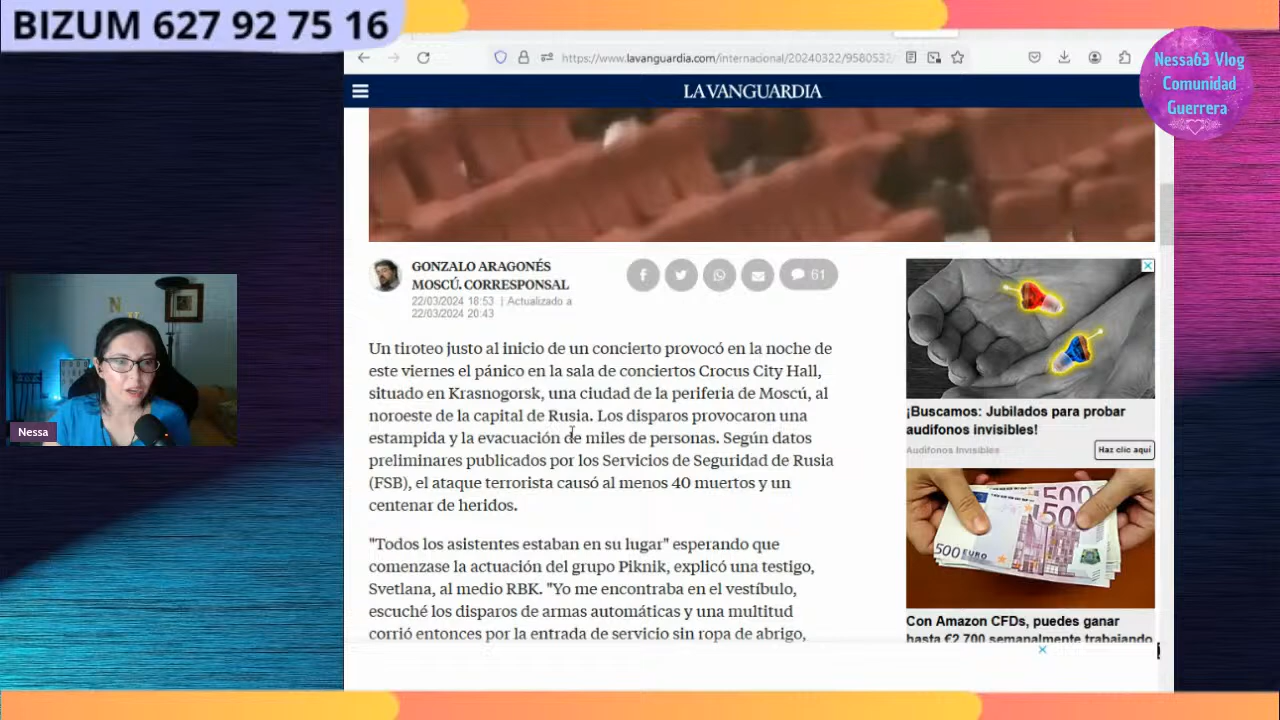 BIZUM 627 92 75 16
https://www.lavanguardia.com/internacional/20240322/9580532
Nessa63 Vlog
Comunidad
Guerrera
LA VANGUARDIA
GONZALO ARAGONÉS
MOSCÚ. CORRESPONSAL
22/03/2024 18:53 | Actualizado a
22/03/2024 20:43
61
Un tiroteo justo al inicio de un concierto provocó en la noche de
este viernes el pánico en la sala de conciertos Crocus City Hall,
situado en Krasnogorsk, una ciudad de la periferia de Moscú, al
noroeste de la capital de Rusia. Los disparos provocaron una
estampida y la evacuación de miles de personas. Según datos
preliminares publicados por los Servicios de Seguridad de Rusia
(FSB), el ataque terrorista causó al menos 40 muertos y un
centenar de heridos.
"Todos los asistentes estaban en su lugar" esperando que
comenzase la actuación del grupo Piknik, explicó una testigo,
Svetlana, al medio RBK. "Yo me encontraba en el vestíbulo,
escuché los disparos de armas automáticas y una multitud
corrió entonces por la entrada de servicio sin ropa de abrigo,
¡Buscamos: Jubilados para probar
audífonos invisibles!
Audífonos Invisibles
Haz clic aquí
500 EURO
Con Amazon CFDs, puedes ganar
hasta €2.700 semanalmente trabajando
Nessa